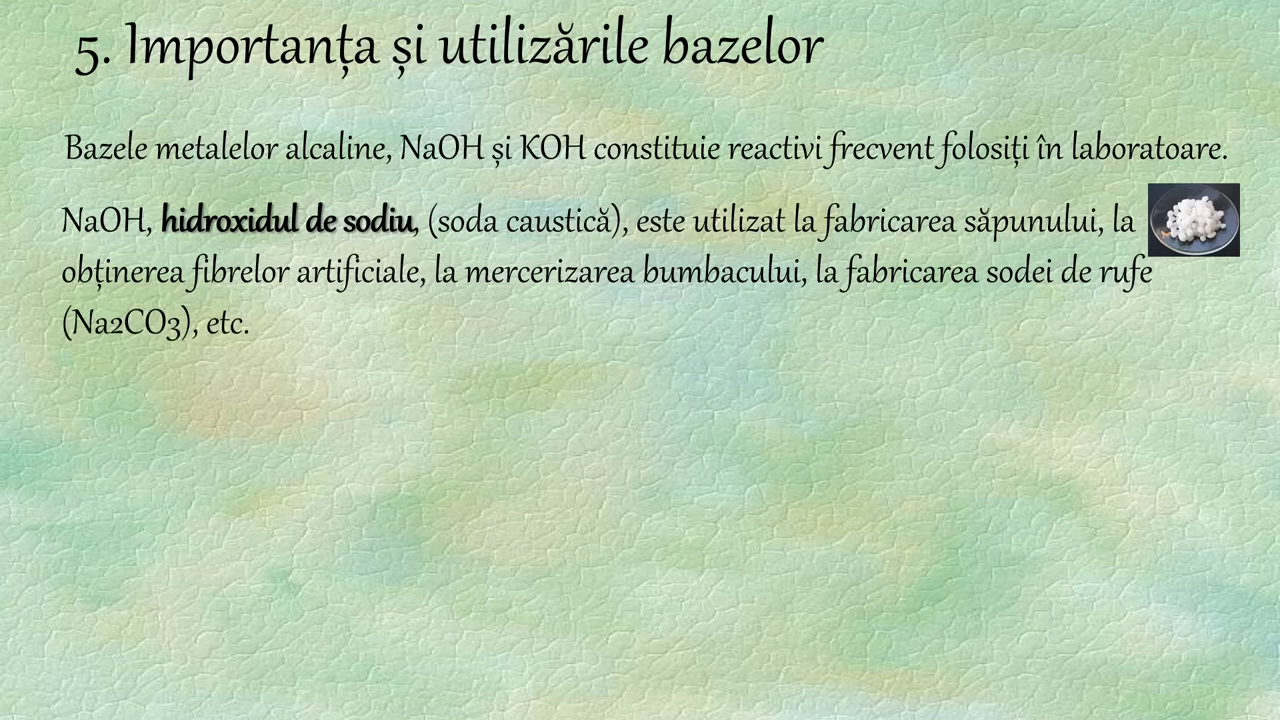 5. Importanța și utilizările bazelor
Bazele metalelor alcaline, NaOH și KOH constituie reactivi frecvent folosiți în laboratoare.
NaOH, hidroxidul de sodiu, (soda caustică), este utilizat la fabricarea săpunului, la
obținerea fibrelor artificiale, la mercerizarea bumbacului, la fabricarea sodei de rufe
(Na2CO3), etc.